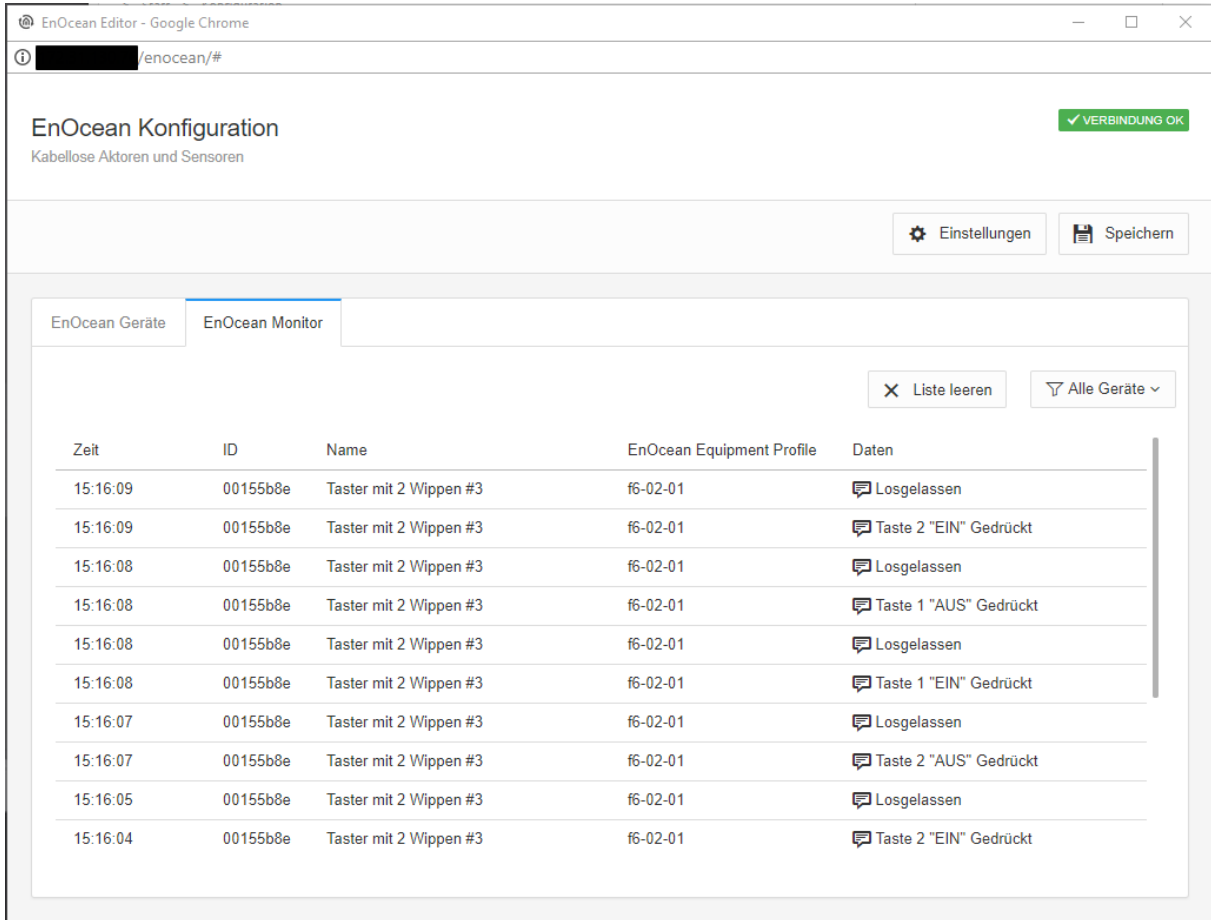 EnOcean Editor - Google Chrome
/enocean/#
EnOcean Konfiguration
VERBINDUNG OK
Kabellose Aktoren und Sensoren
Einstellungen Speichern
EnOcean Geräte EnOcean Monitor
Liste leeren Alle Geräte
Zeit ID Name EnOcean Equipment Profile Daten
15:16:09 00155b8e Taster mit 2 Wippen #3 f6-02-01 Losgelassen
15:16:09 00155b8e Taster mit 2 Wippen #3 f6-02-01 Taste 2 "EIN" Gedrückt
15:16:08 00155b8e Taster mit 2 Wippen #3 f6-02-01 Losgelassen
15:16:08 00155b8e Taster mit 2 Wippen #3 f6-02-01 Taste 1 "AUS" Gedrückt
15:16:08 00155b8e Taster mit 2 Wippen #3 f6-02-01 Losgelassen
15:16:08 00155b8e Taster mit 2 Wippen #3 f6-02-01 Taste 1 "EIN" Gedrückt
15:16:07 00155b8e Taster mit 2 Wippen #3 f6-02-01 Losgelassen
15:16:07 00155b8e Taster mit 2 Wippen #3 f6-02-01 Taste 2 "AUS" Gedrückt
15:16:05 00155b8e Taster mit 2 Wippen #3 f6-02-01 Losgelassen
15:16:04 00155b8e Taster mit 2 Wippen #3 f6-02-01 Taste 2 "EIN" Gedrückt